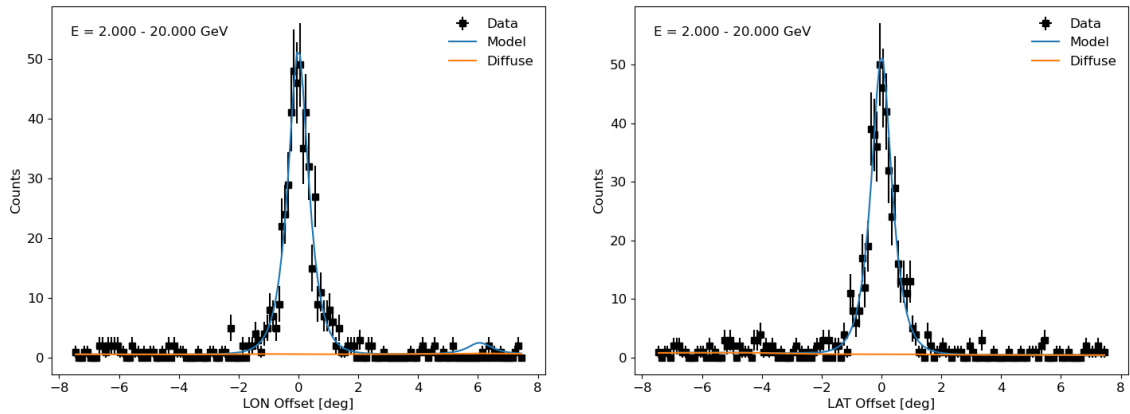 E = 2.000 - 20.000 GeV
Data
Model
Diffuse
Counts
50
40
30
20
10
0
−8 −6 −4 −2 0 2 4 6 8
LON Offset [deg]
E = 2.000 - 20.000 GeV
Data
Model
Diffuse
Counts
50
40
30
20
10
0
−8 −6 −4 −2 0 2 4 6 8
LAT Offset [deg]